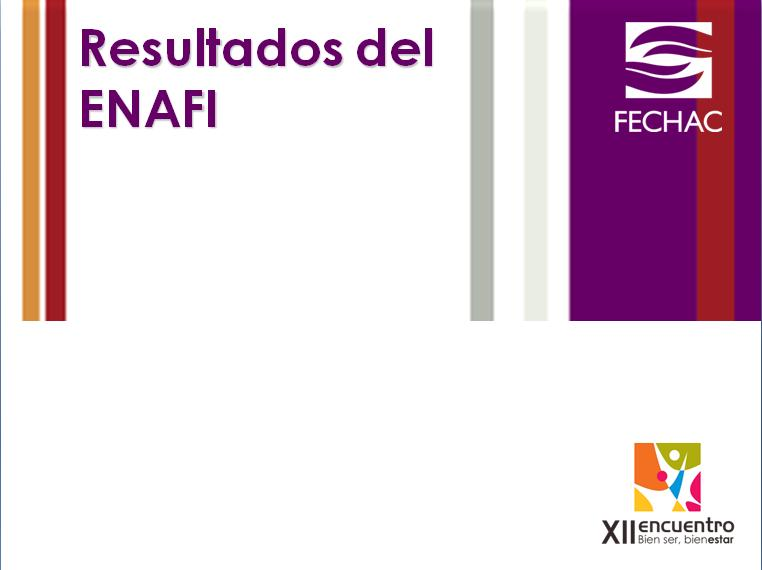 Resultados del
ENAFI
FECHAC
XII encuentro
Bien ser, bienestar